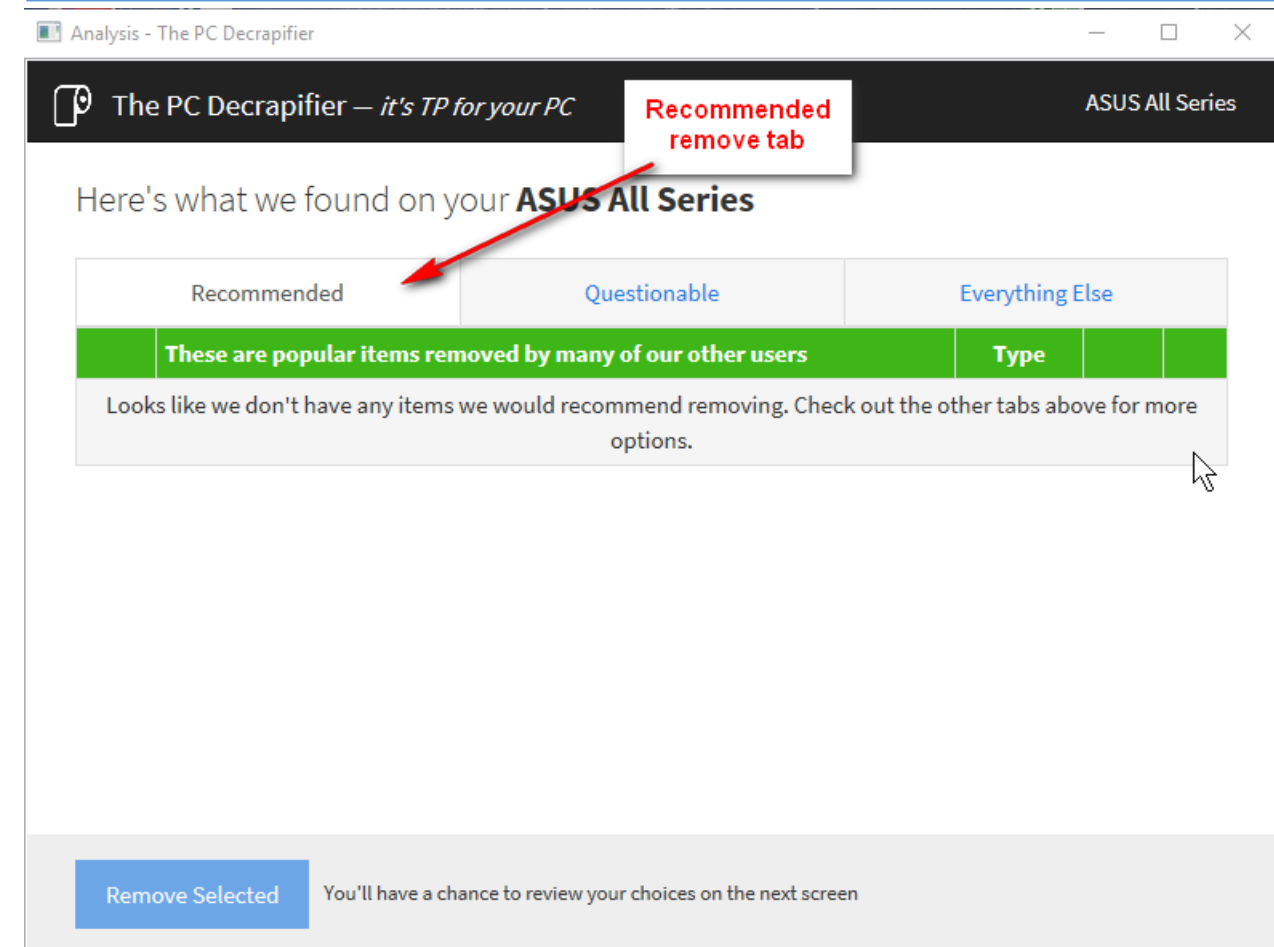 Analysis - The PC Decrapifier
The PC Decrapifier — it's TP for your PC
ASUS All Series
Recommended
remove tab
Here's what we found on your ASUS All Series
Recommended
Questionable
Everything Else
These are popular items removed by many of our other users
Type
Looks like we don't have any items we would recommend removing. Check out the other tabs above for more
options.
Remove Selected
You'll have a chance to review your choices on the next screen